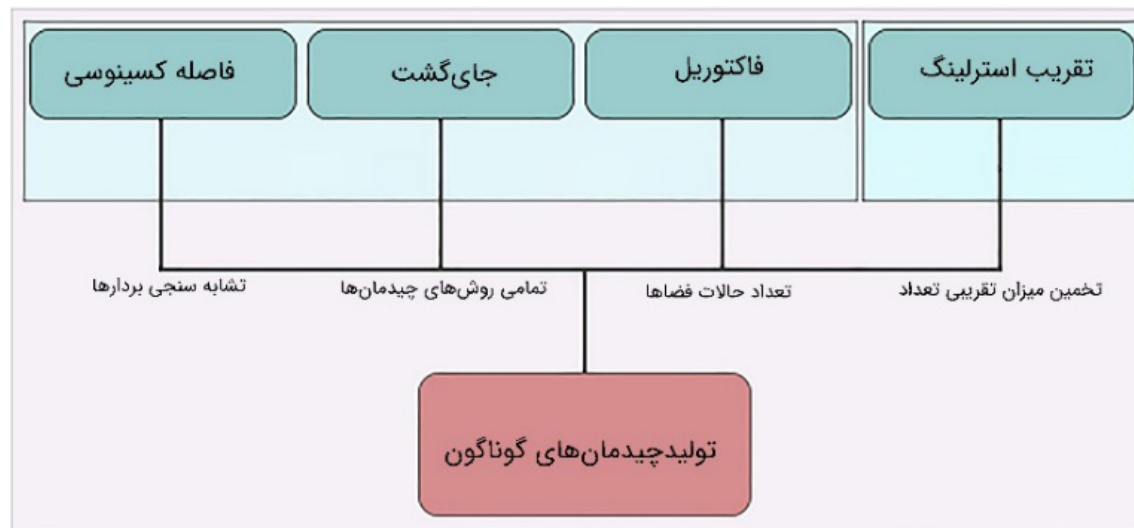 تقریب استرلینگ
فاکتوریل
جای‌گشت
فاصله کسینوسی
تخمین میزان تقریبی تعداد
تعداد حالات فضاها
تمامی روش‌های چیدمان‌ها
تشابه سنجی بردارها
تولیدچیدمان‌های گوناگون